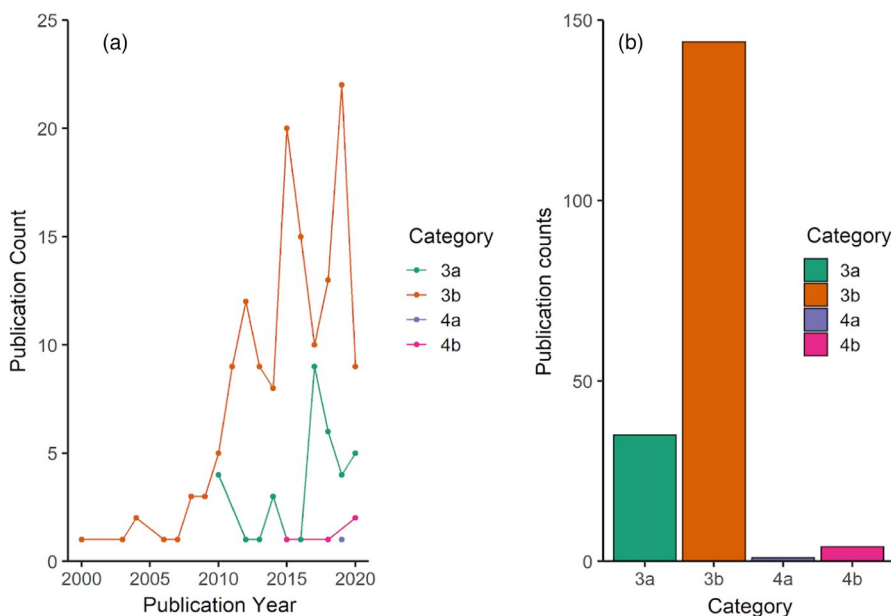 (a)
Publication Count
25
20
15
10
5
0
2000 2005 2010 2015 2020
Publication Year
Category
3a
3b
4a
4b
(b)
Publication counts
150
100
50
0
3a 3b 4a 4b
Category
Category
3a
3b
4a
4b